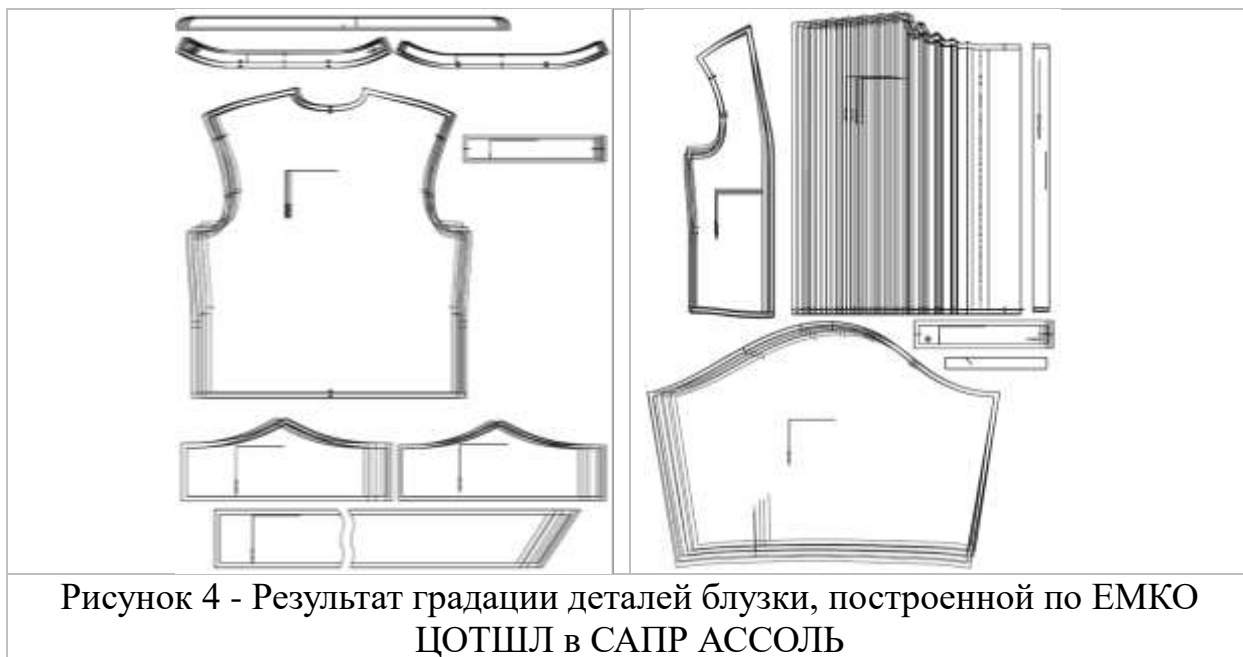 Рисунок 4 - Результат градации деталей блузки, построенной по ЕМКО
ЦОТШЛ в САПР АССОЛЬ